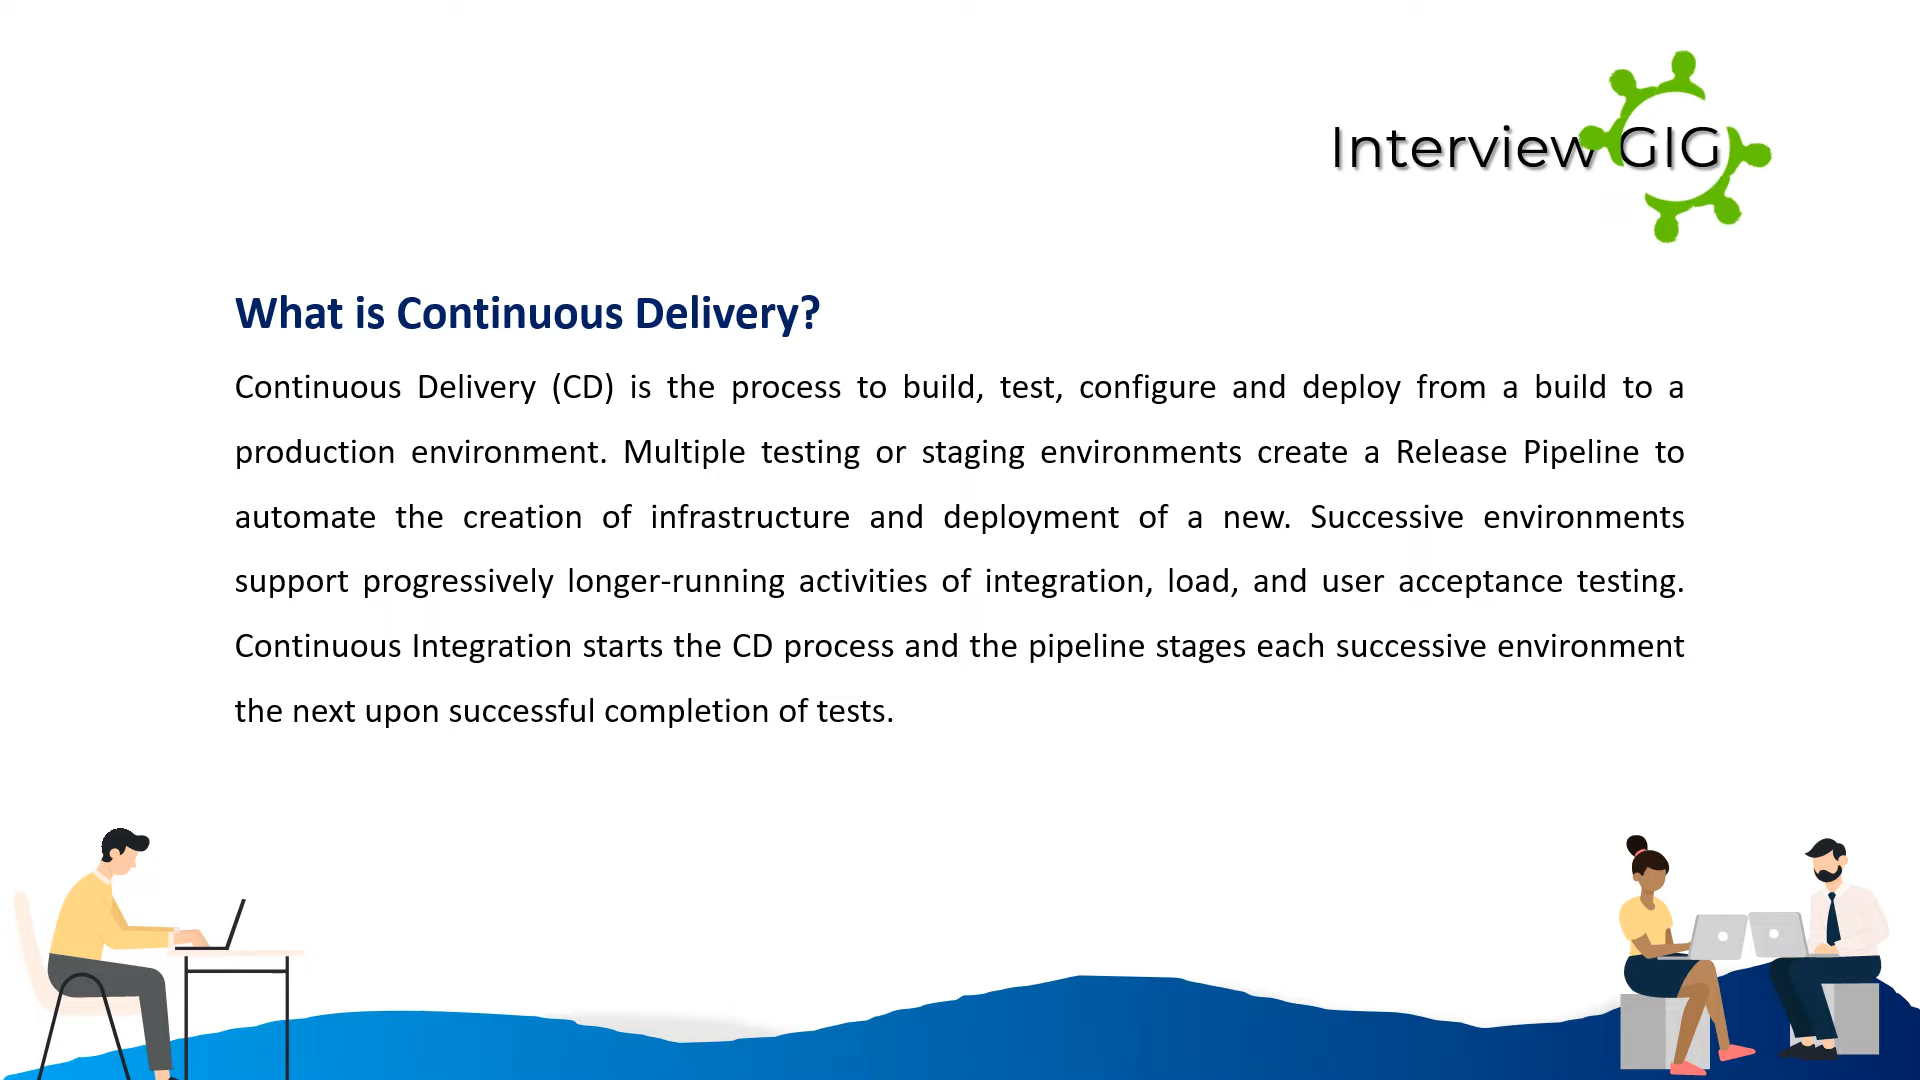 Interview GIG
What is Continuous Delivery?
Continuous Delivery (CD) is the process to build, test, configure and deploy from a build to a
production environment. Multiple testing or staging environments create a Release Pipeline to
automate the creation of infrastructure and deployment of a new. Successive environments
support progressively longer-running activities of integration, load, and user acceptance testing.
Continuous Integration starts the CD process and the pipeline stages each successive environment
the next upon successful completion of tests.